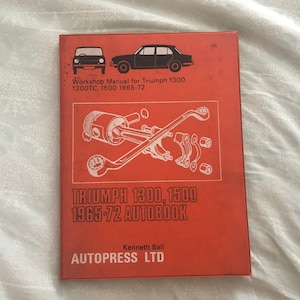 Workshop Manual for Triumph 1300,
1300TC, 1500 1965-72
TRIUMPH 1300, 1500
1965-72 AUTOBOOK
Kenneth Ball
AUTOPRESS LTD